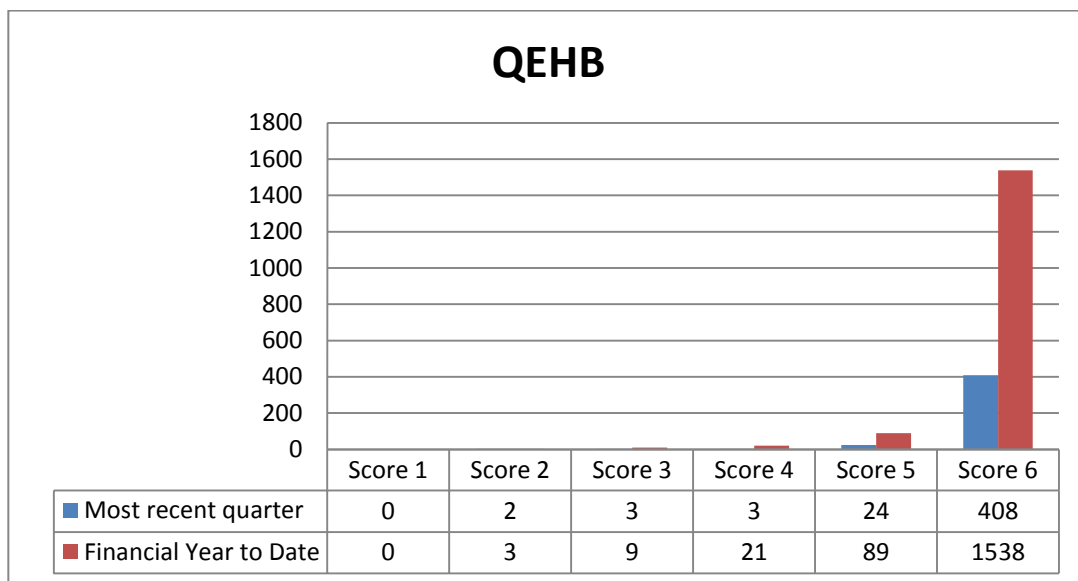 QEHB
1800
1600
1400
1200
1000
800
600
400
200
0
Score 1 Score 2 Score 3 Score 4 Score 5 Score 6
Most recent quarter 0 2 3 3 24 408
Financial Year to Date 0 3 9 21 89 1538